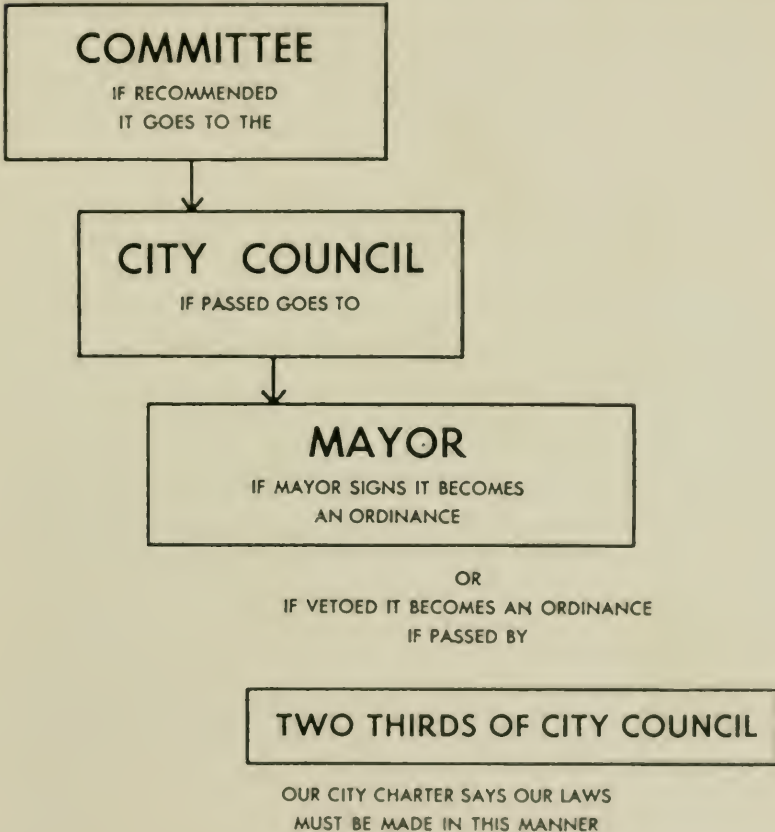 COMMITTEE
IF RECOMMENDED
IT GOES TO THE
CITY COUNCIL
IF PASSED GOES TO
MAYOR
IF MAYOR SIGNS IT BECOMES
AN ORDINANCE
OR
IF VETOED IT BECOMES AN ORDINANCE
IF PASSED BY
TWO THIRDS OF CITY COUNCIL
OUR CITY CHARTER SAYS OUR LAWS
MUST BE MADE IN THIS MANNER